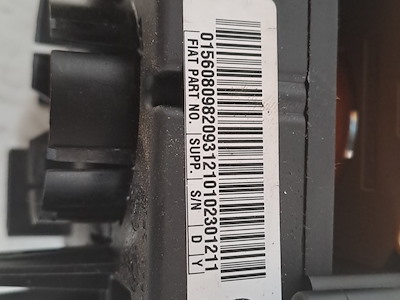 01560809820931210102301211
FIAT PART NO. SUPP. S/N D Y